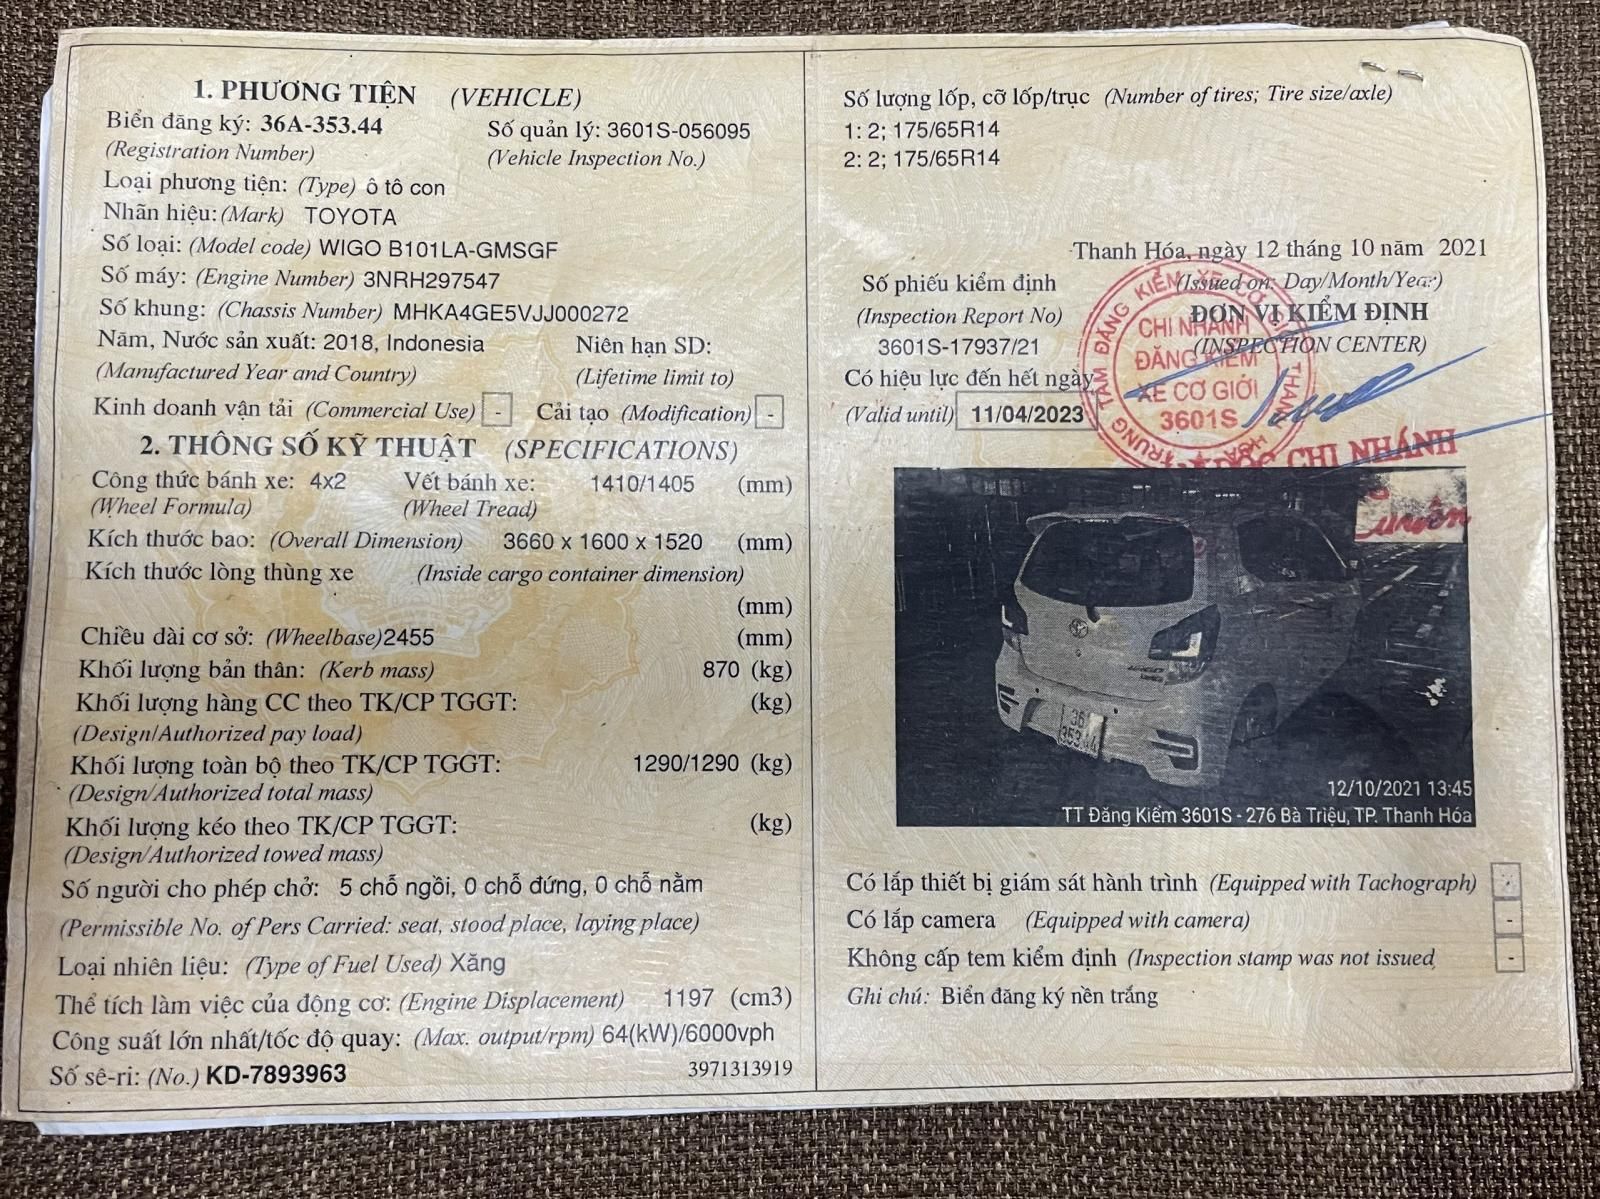 1. PHƯƠNG TIỆN (VEHICLE)
Biển đăng ký: 36A-353.44 Số quản lý: 3601S-056095
(Registration Number) (Vehicle Inspection No.)
Loại phương tiện: (Type) ô tô con
Nhãn hiệu: (Mark) TOYOTA
Số loại: (Model code) WIGO B101LA-GMSGF
Số máy: (Engine Number) 3NRH297547
Số khung: (Chassis Number) MHKA4GE5VJJ000272
Năm, Nước sản xuất: 2018, Indonesia Niên hạn SD:
(Manufactured Year and Country) (Lifetime limit to)
Kinh doanh vận tải (Commercial Use) - Cải tạo (Modification) -
2. THÔNG SỐ KỸ THUẬT (SPECIFICATIONS)
Công thức bánh xe: 4x2 Vết bánh xe: 1410/1405 (mm)
(Wheel Formula) (Wheel Tread)
Kích thước bao: (Overall Dimension) 3660 x 1600 x 1520 (mm)
Kích thước lòng thùng xe (Inside cargo container dimension)
(mm)
Chiều dài cơ sở: (Wheelbase) 2455 (mm)
Khối lượng bản thân: (Kerb mass) 870 (kg)
Khối lượng hàng CC theo TK/CP TGGT: (kg)
(Design/Authorized pay load)
Khối lượng toàn bộ theo TK/CP TGGT: 1290/1290 (kg)
(Design/Authorized total mass)
Khối lượng kéo theo TK/CP TGGT: (kg)
(Design/Authorized towed mass)
Số người cho phép chở: 5 chỗ ngồi, 0 chỗ đứng, 0 chỗ nằm
(Permissible No. of Pers Carried: seat, stood place, laying place)
Loại nhiên liệu: (Type of Fuel Used) Xăng
Thể tích làm việc của động cơ: (Engine Displacement) 1197 (cm3)
Công suất lớn nhất/tốc độ quay: (Max. output/rpm) 64(kW)/6000vph
Số sê-ri: (No.) KD-7893963 3971313919
Số lượng lốp, cỡ lốp/trục (Number of tires; Tire size/axle)
1: 2; 175/65R14
2: 2; 175/65R14
Thanh Hóa, ngày 12 tháng 10 năm 2021
Số phiếu kiểm định (Issued on: Day/Month/Year)
(Inspection Report No) ĐƠN VỊ KIỂM ĐỊNH
3601S-17937/21 (INSPECTION CENTER)
Có hiệu lực đến hết ngày
(Valid until) 11/04/2023
CHI NHÁNH
ĐĂNG KIỂM
XE CƠ GIỚI
3601S
TRUNG TÂM ĐĂNG KIỂM XE CƠ GIỚI THANH HÓA
ĐỐC CHI NHÁNH
WIGO
36
353.44
12/10/2021 13:45
TT Đăng Kiểm 3601S - 276 Bà Triệu, TP. Thanh Hóa
Có lắp thiết bị giám sát hành trình (Equipped with Tachograph) -
Có lắp camera (Equipped with camera) -
Không cấp tem kiểm định (Inspection stamp was not issued -
Ghi chú: Biển đăng ký nền trắng